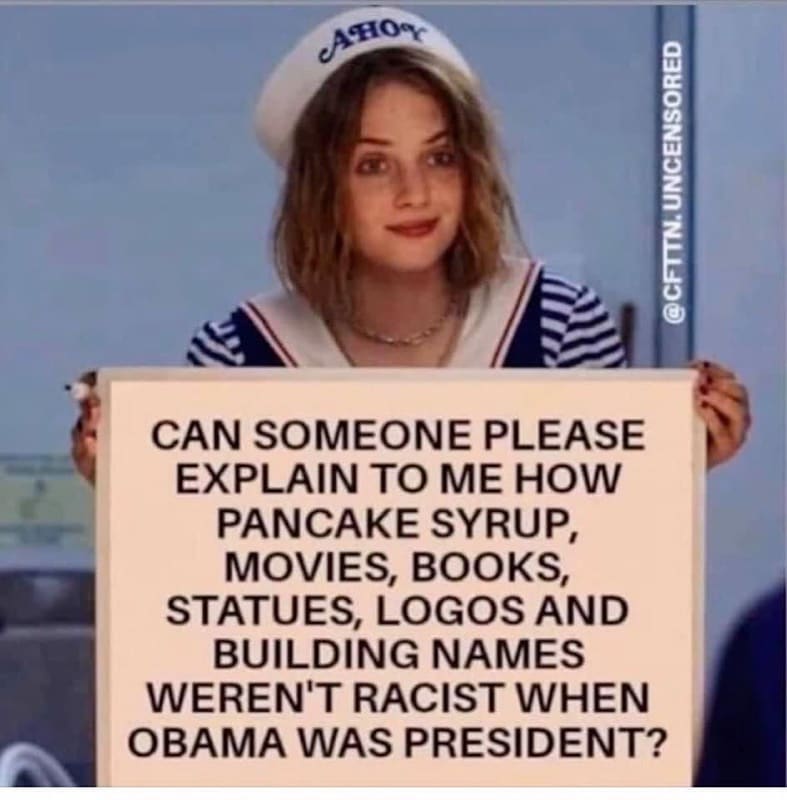 AHOY
@CFTTN.UNCENSORED
CAN SOMEONE PLEASE
EXPLAIN TO ME HOW
PANCAKE SYRUP,
MOVIES, BOOKS,
STATUES, LOGOS AND
BUILDING NAMES
WEREN'T RACIST WHEN
OBAMA WAS PRESIDENT?